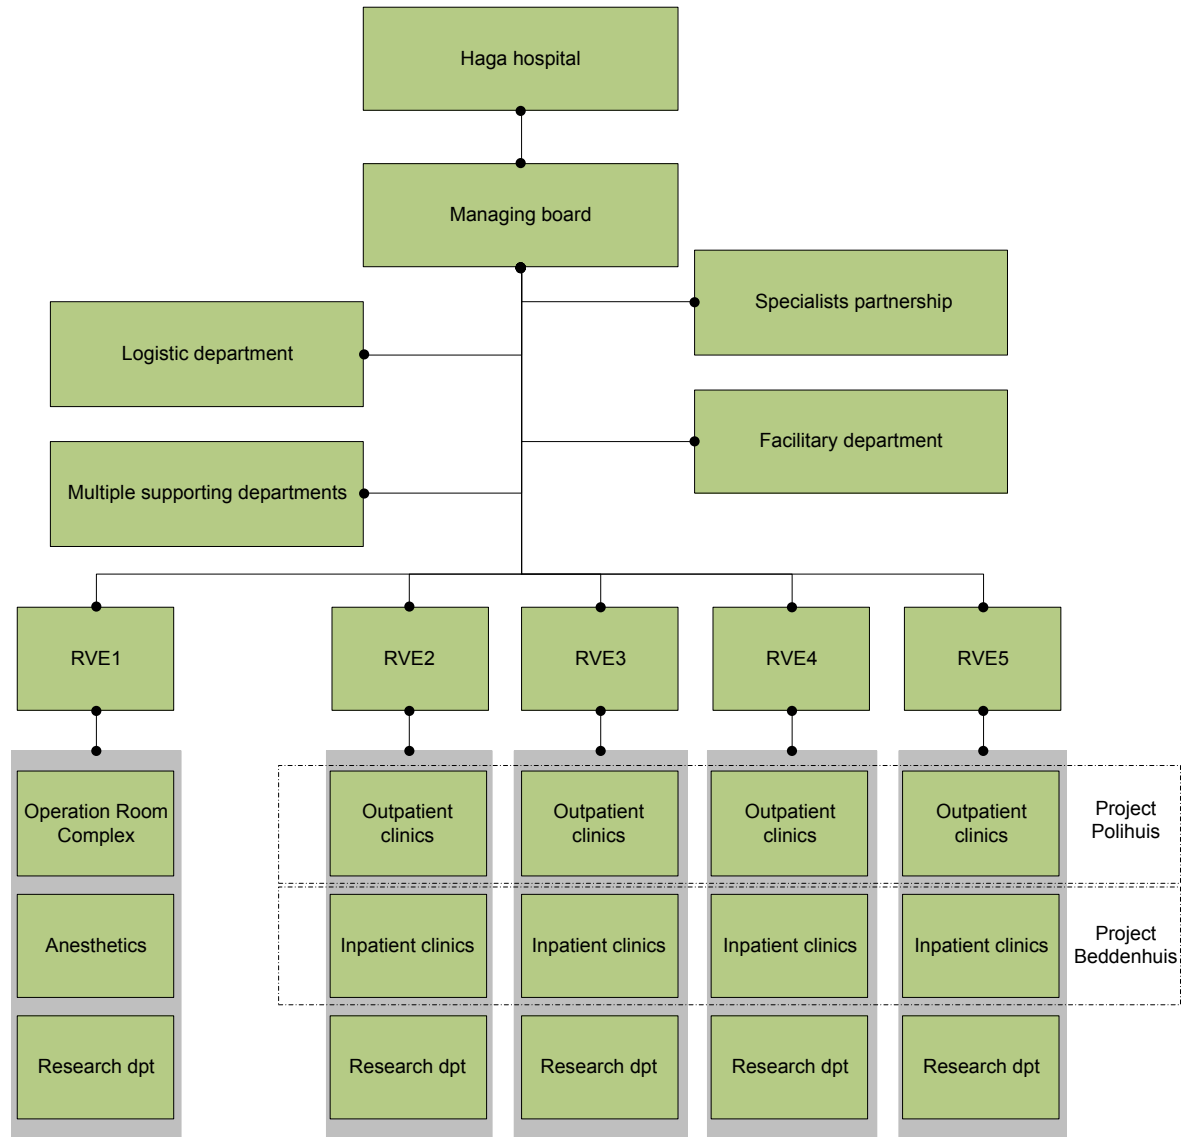 Haga hospital
Managing board
Specialists partnership
Logistic department
Facilitary department
Multiple supporting departments
RVE1
RVE2
RVE3
RVE4
RVE5
Operation Room
Complex
Outpatient
clinics
Outpatient
clinics
Outpatient
clinics
Outpatient
clinics
Project
Polihuis
Anesthetics
Inpatient clinics
Inpatient clinics
Inpatient clinics
Inpatient clinics
Project
Beddenhuis
Research dpt
Research dpt
Research dpt
Research dpt
Research dpt